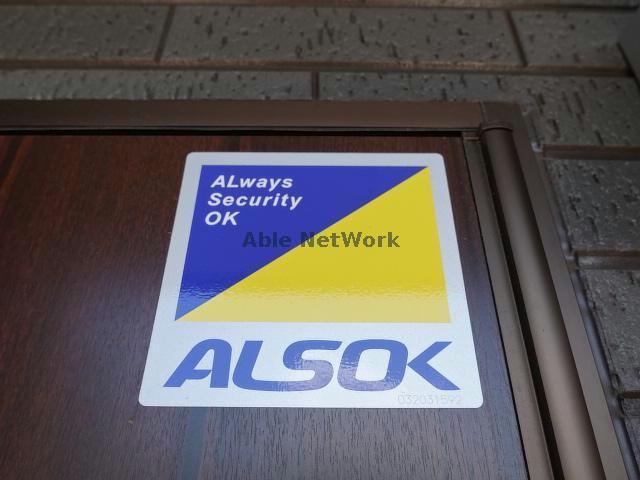 ALways
Security
OK
Able NetWork
ALSOK
032031592